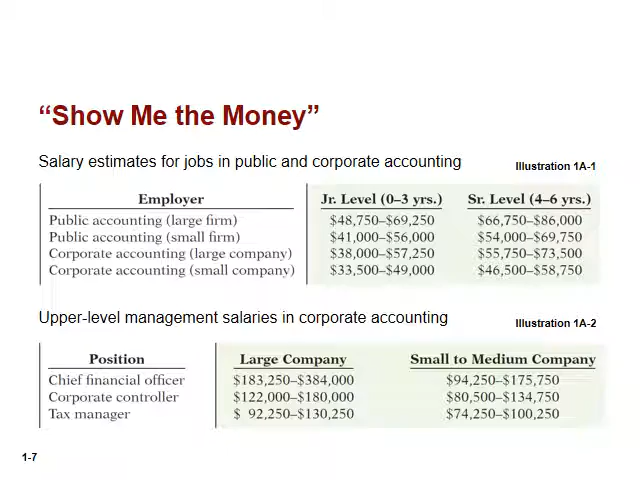 “Show Me the Money”
Salary estimates for jobs in public and corporate accounting Illustration 1A-1
Employer Jr. Level (0–3 yrs.) Sr. Level (4–6 yrs.)
Public accounting (large firm) $48,750–$69,250 $66,750–$86,000
Public accounting (small firm) $41,000–$56,000 $54,000–$69,750
Corporate accounting (large company) $38,000–$57,250 $55,750–$73,500
Corporate accounting (small company) $33,500–$49,000 $46,500–$58,750
Upper-level management salaries in corporate accounting Illustration 1A-2
Position Large Company Small to Medium Company
Chief financial officer $183,250–$384,000 $94,250–$175,750
Corporate controller $122,000–$180,000 $80,500–$134,750
Tax manager $ 92,250–$130,250 $74,250–$100,250
1-7